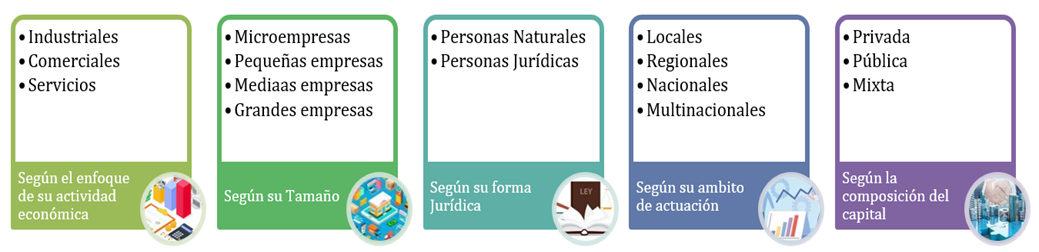 • Industriales
• Comerciales
• Servicios
Según el enfoque
de su actividad
económica
• Microempresas
• Pequeñas empresas
• Mediaas empresas
• Grandes empresas
Según su Tamaño
• Personas Naturales
• Personas Jurídicas
Según su forma
Jurídica
LEY
• Locales
• Regionales
• Nacionales
• Multinacionales
Según su ambito
de actuación
• Privada
• Pública
• Mixta
Según la
composición del
capital